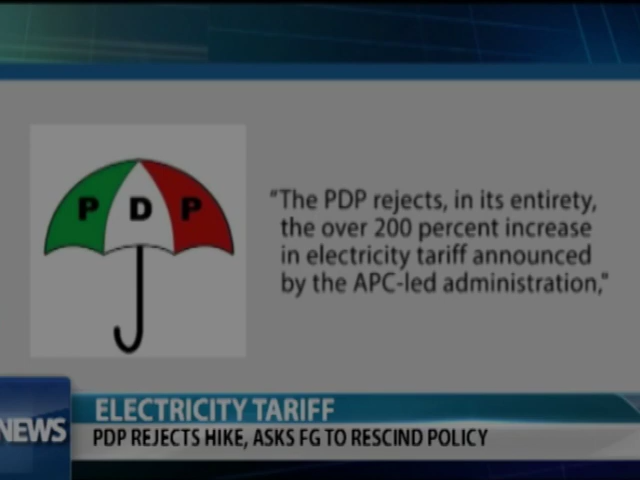 P D P
"The PDP rejects, in its entirety,
the over 200 percent increase
in electricity tariff announced
by the APC-led administration,"
ELECTRICITY TARIFF
NEWS
PDP REJECTS HIKE, ASKS FG TO RESCIND POLICY